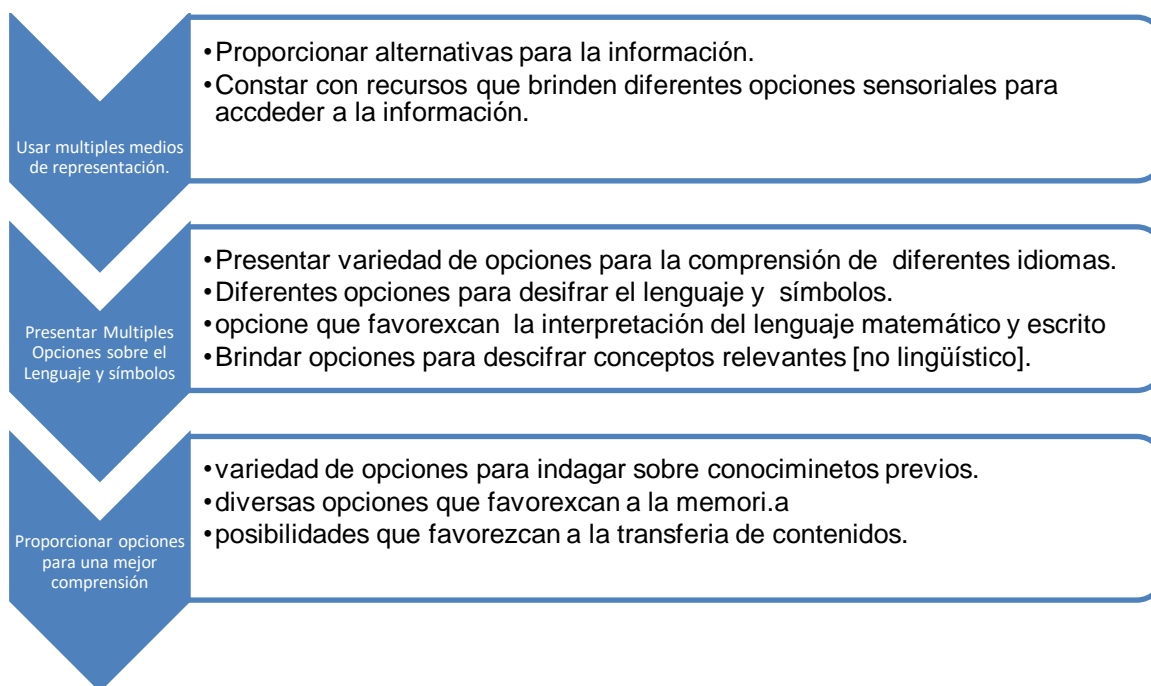 Usar multiples medios
de representación.
•Proporcionar alternativas para la información.
•Constar con recursos que brinden diferentes opciones sensoriales para
accdeder a la información.
Presentar Multiples
Opciones sobre el
Lenguaje y símbolos
•Presentar variedad de opciones para la comprensión de  diferentes idiomas.
•Diferentes opciones para desifrar el lenguaje y  símbolos.
•opcione que favorexcan  la interpretación del lenguaje matemático y escrito
•Brindar opciones para descifrar conceptos relevantes [no lingüístico].
Proporcionar opciones
para una mejor
comprensión
•variedad de opciones para indagar sobre conociminetos previos.
•diversas opciones que favorexcan a la memori.a
•posibilidades que favorezcan a la transferia de contenidos.